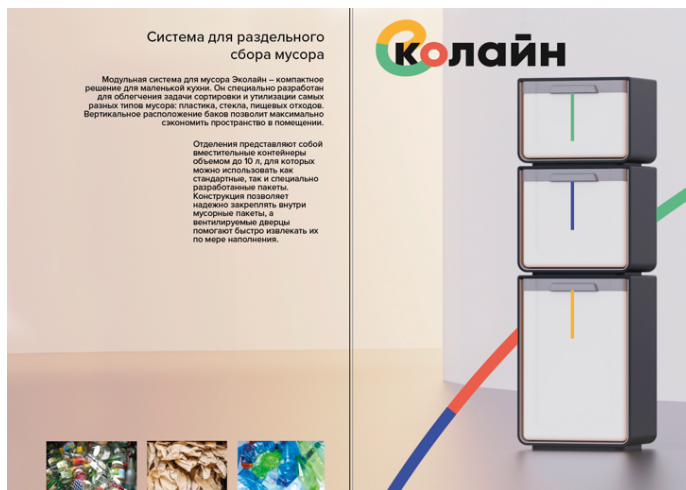 Система для раздельного
сбора мусора
Модульная система для мусора Эколайн – компактное
решение для маленькой кухни. Он специально разработан
для облегчения задачи сортировки и утилизации самых
разных типов мусора: пластика, стекла, пищевых отходов.
Вертикальное расположение баков позволит максимально
сэкономить пространство в помещении.
Отделения представляют собой
вместительные контейнеры
объемом до 10 л, для которых
можно использовать как
стандартные, так и специально
разработанные пакеты.
Конструкция позволяет
надежно закреплять внутри
мусорные пакеты, а
вентилируемые дверцы
помогают быстро извлекать их
по мере наполнения.
еколайн